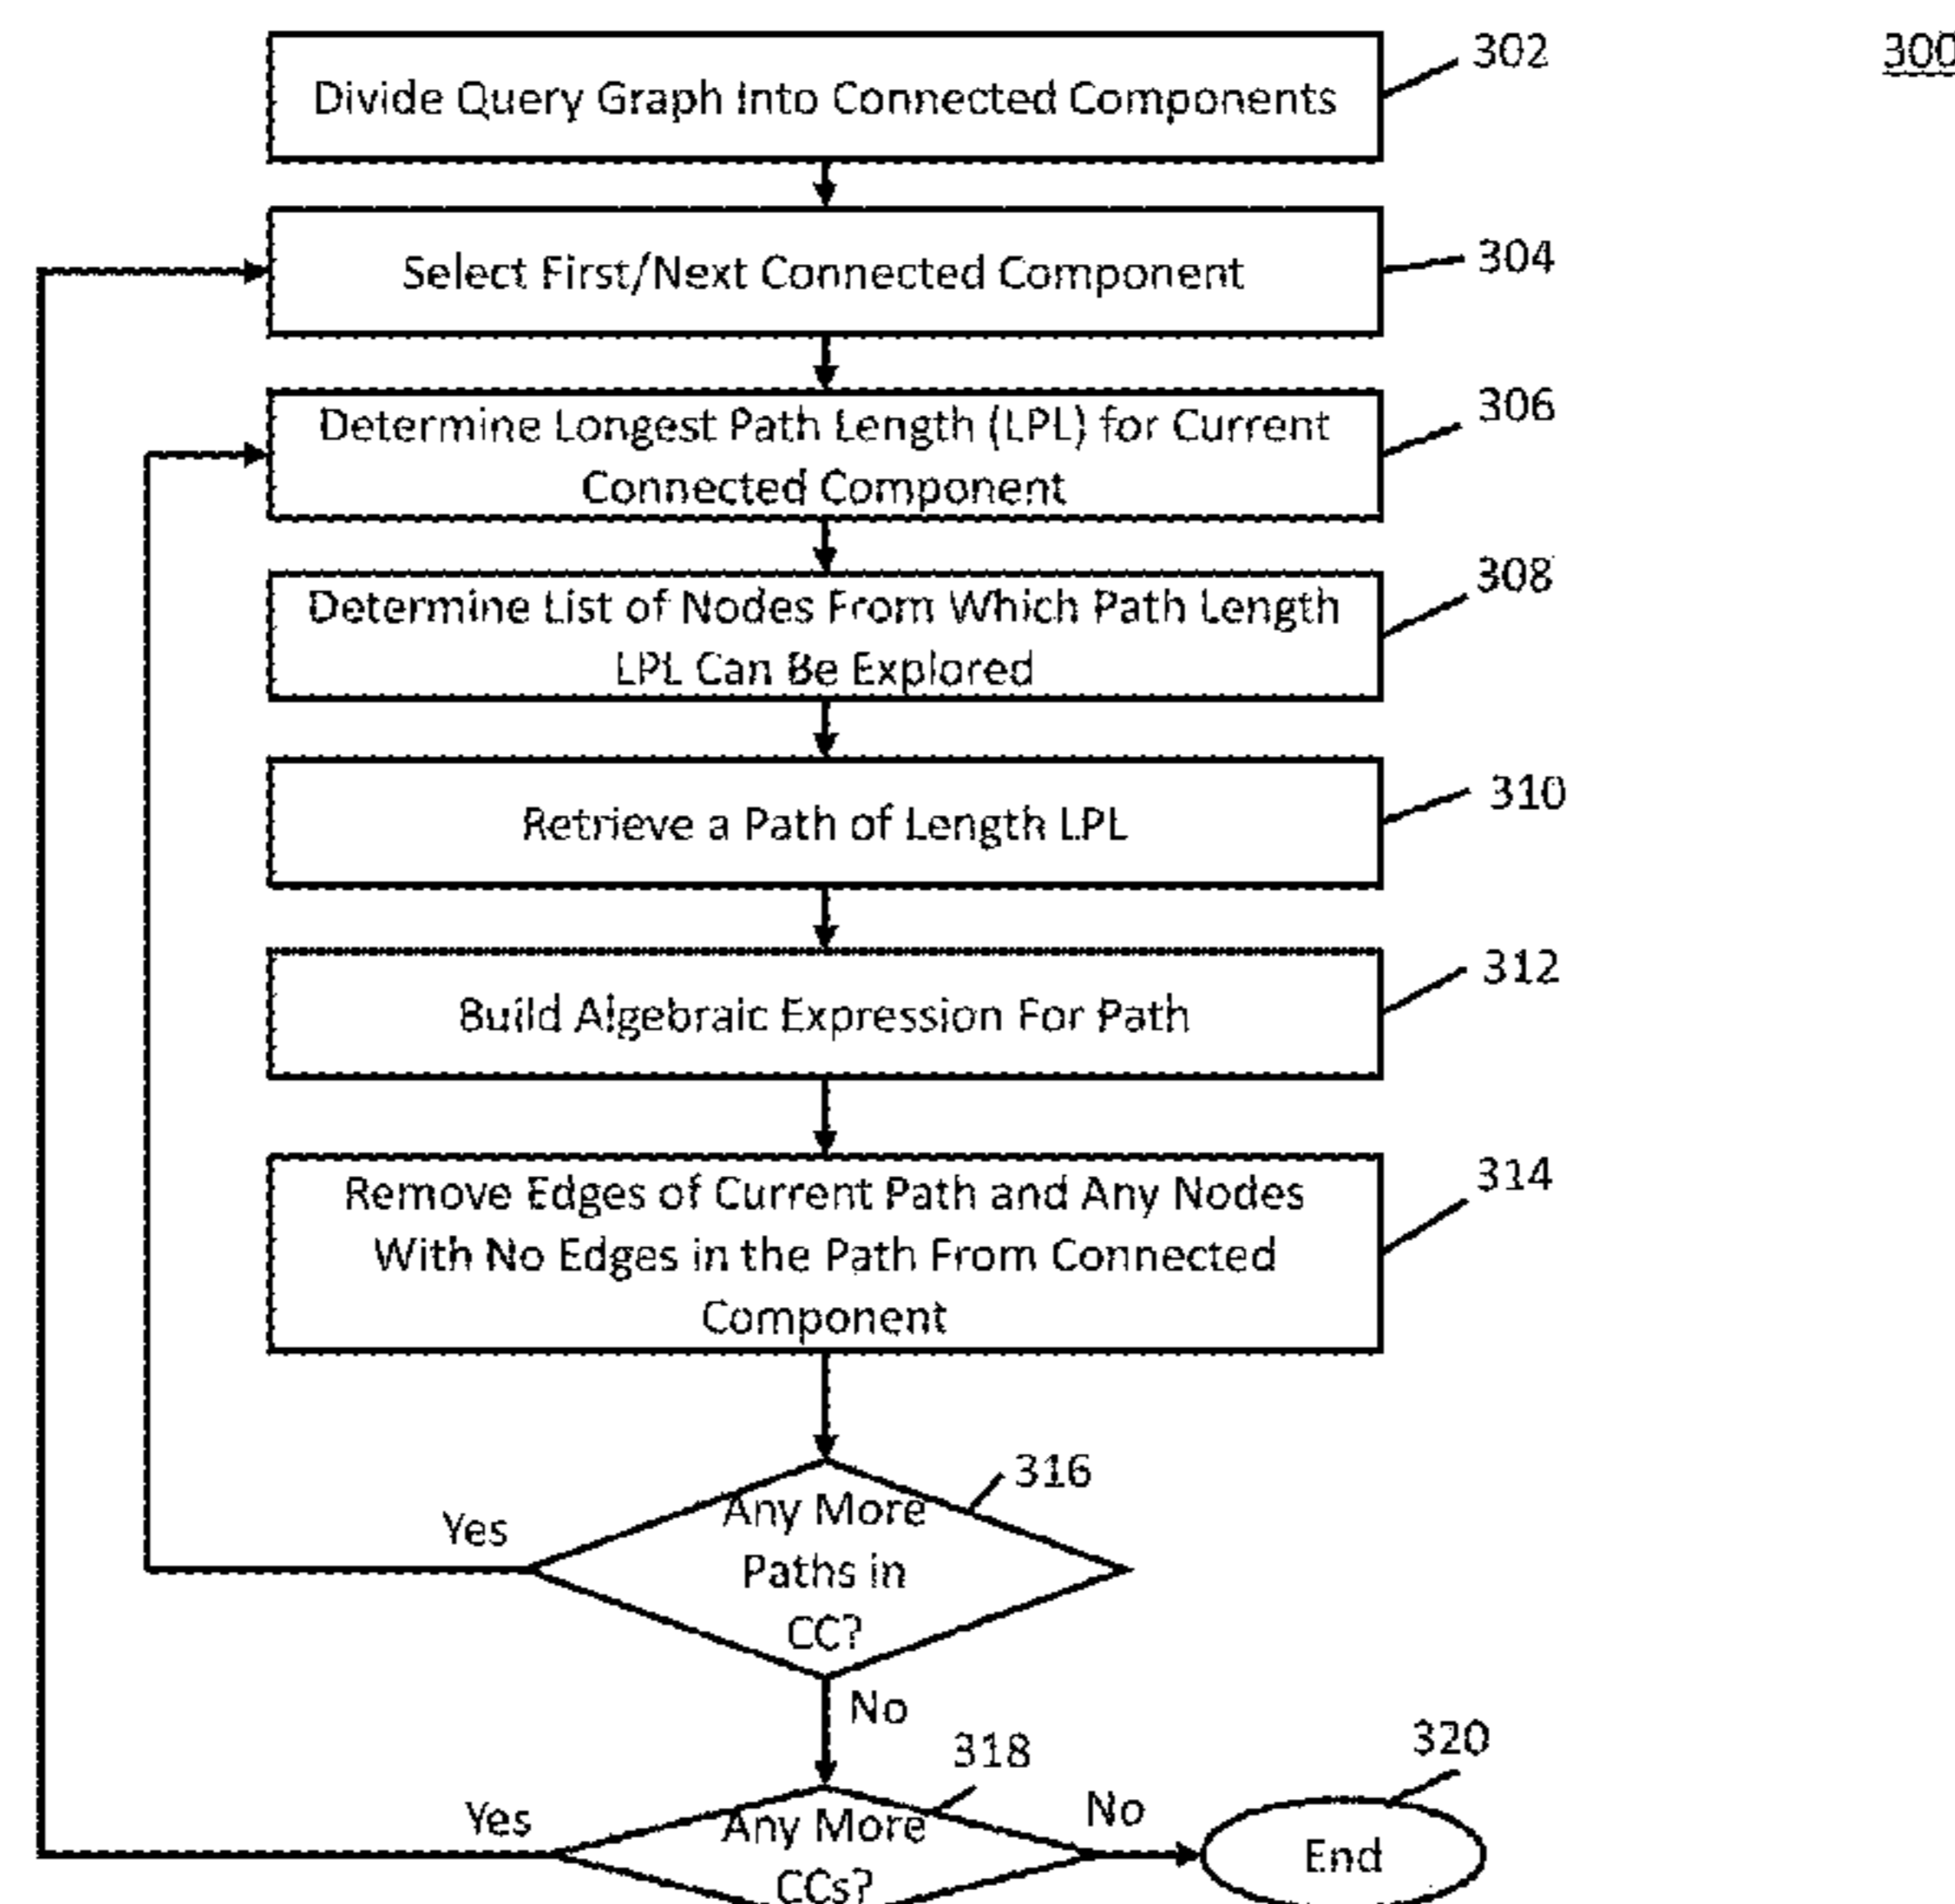 300
302
Divide Query Graph Into Connected Components
304
Select First/Next Connected Component
306
Determine Longest Path Length (LPL) for Current
Connected Component
308
Determine List of Nodes From Which Path Length
LPL Can Be Explored
310
Retrieve a Path of Length LPL
312
Build Algebraic Expression For Path
314
Remove Edges of Current Path and Any Nodes
With No Edges in the Path From Connected
Component
316
Any More
Paths in
CC?
Yes
No
318
320
Any More
CCs?
Yes
No
End